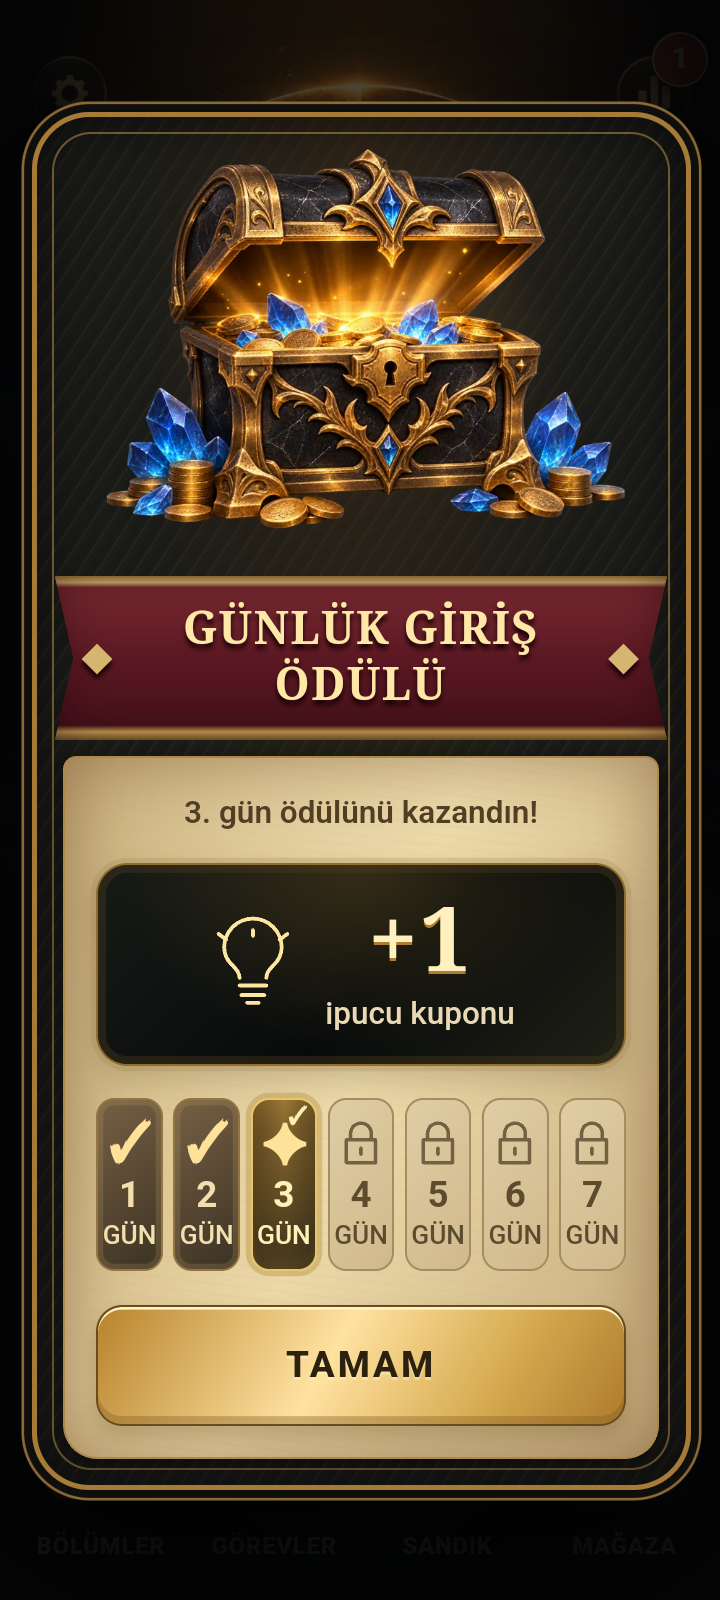 1
GÜNLÜK GİRİŞ
ÖDÜLÜ
3. gün ödülünü kazandın!
+1
ipucu kuponu
1 2 3 4 5 6 7
GÜN GÜN GÜN GÜN GÜN GÜN GÜN
TAMAM
BÖLÜMLER GÖREVLER SANDIK MAĞAZA